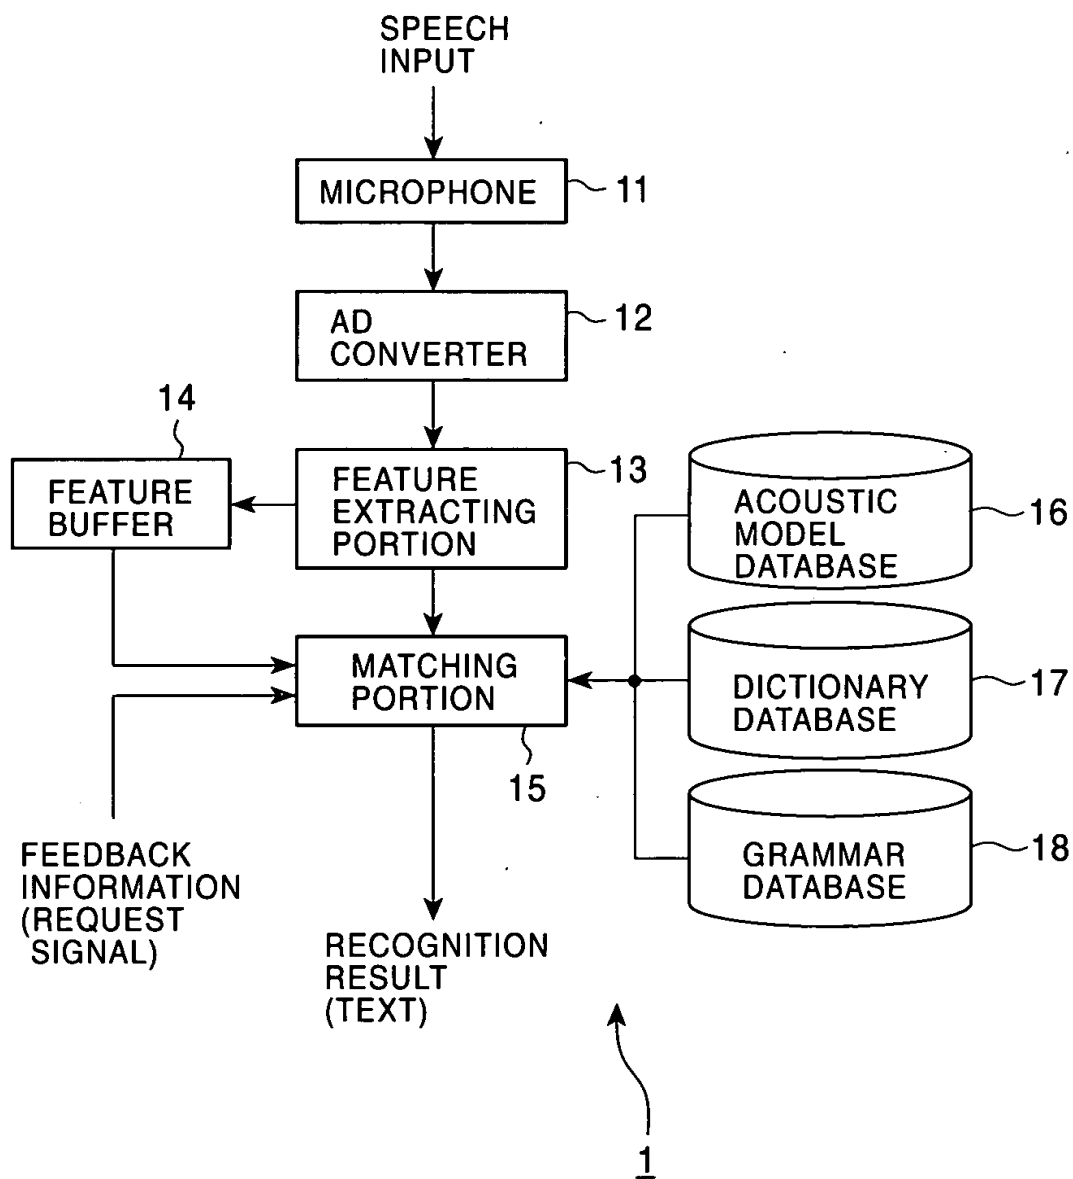 SPEECH
INPUT
MICROPHONE
11
AD
CONVERTER
12
14
FEATURE
BUFFER
FEATURE
EXTRACTING
PORTION
13
ACOUSTIC
MODEL
DATABASE
16
MATCHING
PORTION
15
DICTIONARY
DATABASE
17
GRAMMAR
DATABASE
18
FEEDBACK
INFORMATION
(REQUEST
SIGNAL)
RECOGNITION
RESULT
(TEXT)
1